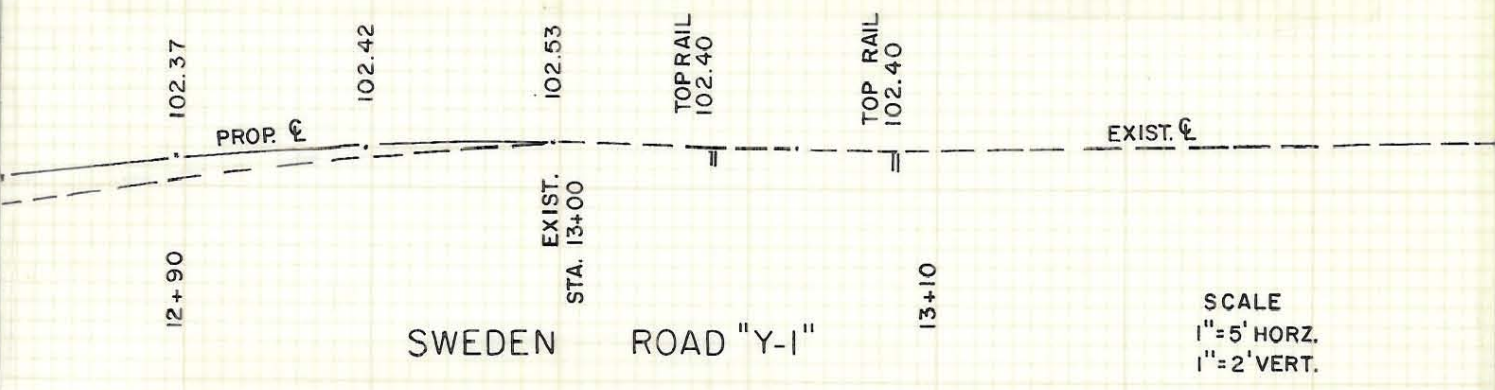 102.37
102.42
102.53
TOP RAIL
102.40
TOP RAIL
102.40
PROP. ℄
EXIST. ℄
EXIST.
STA. 13+00
12+90
13+10
SWEDEN ROAD "Y-1"
SCALE
1"=5' HORZ.
1"=2' VERT.